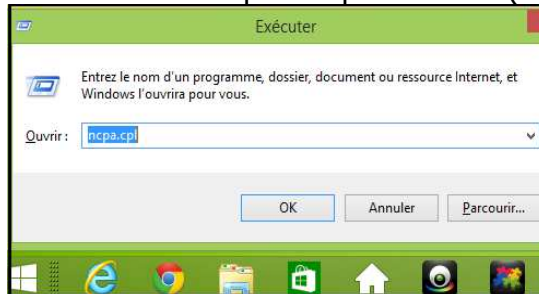 Exécuter
Entrez le nom d'un programme, dossier, document ou ressource Internet, et
Windows l'ouvrira pour vous.
Ouvrir :
ncpa.cpl
OK
Annuler
Parcourir...